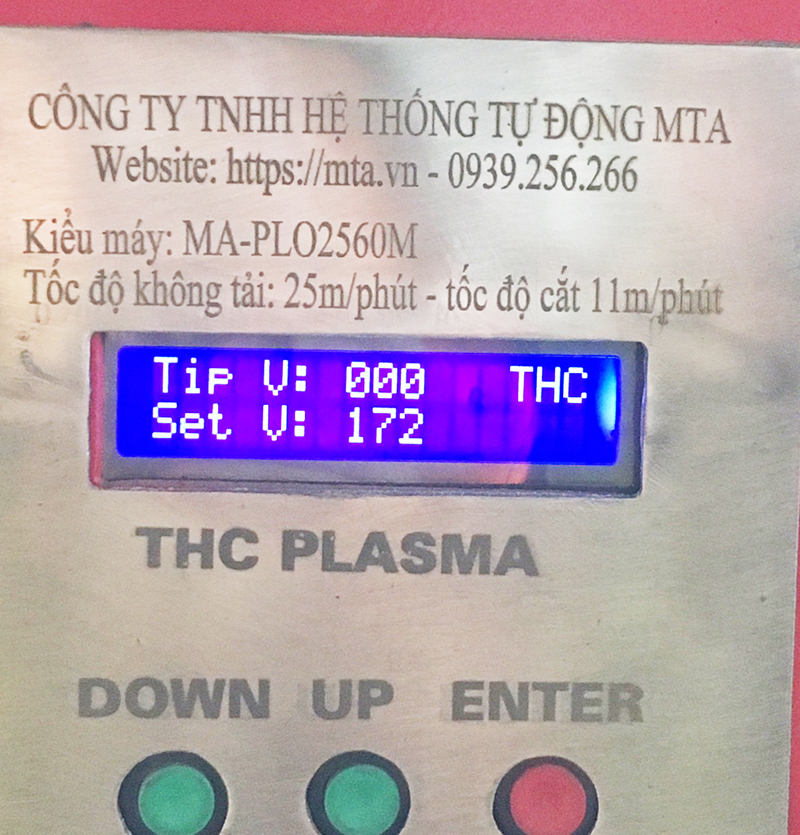 CÔNG TY TNHH HỆ THỐNG TỰ ĐỘNG MTA
Website: https://mta.vn - 0939.256.266
Kiểu máy: MA-PLO2560M
Tốc độ không tải: 25m/phút - tốc độ cắt 11m/phút
Tip V: 000 THC
Set V: 172
THC PLASMA
DOWN UP ENTER